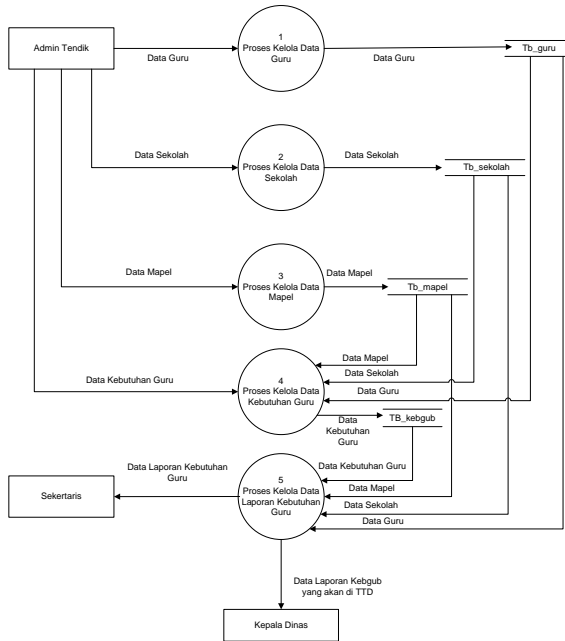 Admin Tendik
Data Guru
1
Proses Kelola Data
Guru
Data Guru
Tb_guru
Data Sekolah
2
Proses Kelola Data
Sekolah
Data Sekolah
Tb_sekolah
Data Mapel
3
Proses Kelola Data
Mapel
Data Mapel
Tb_mapel
Data Mapel
Data Sekolah
Data Guru
Data Kebutuhan Guru
4
Proses Kelola Data
Kebutuhan Guru
Data
Kebutuhan
Guru
TB_kebgub
Data Kebutuhan Guru
Data Mapel
Data Sekolah
Data Guru
5
Proses Kelola Data
Laporan Kebutuhan
Guru
Data Laporan Kebutuhan
Guru
Sekertaris
Data Laporan Kebgub
yang akan di TTD
Kepala Dinas